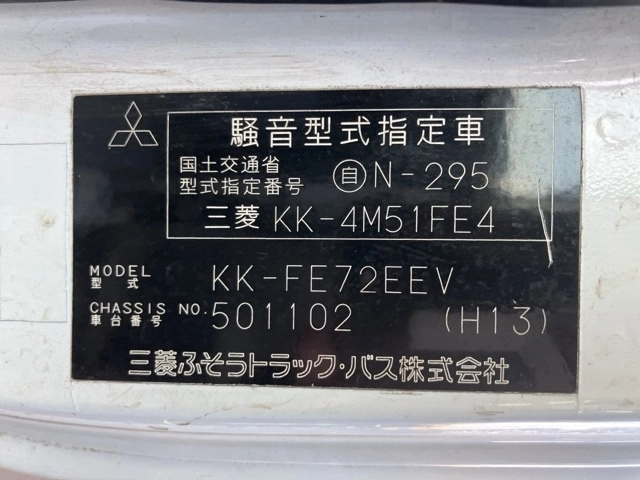 騒音型式指定車
国土交通省
型式指定番号 自N-295
三菱 KK-4M51FE4
MODEL
型式 KK-FE72EEV
CHASSIS NO.
車台番号 501102 (H13)
三菱ふそうトラック・バス株式会社